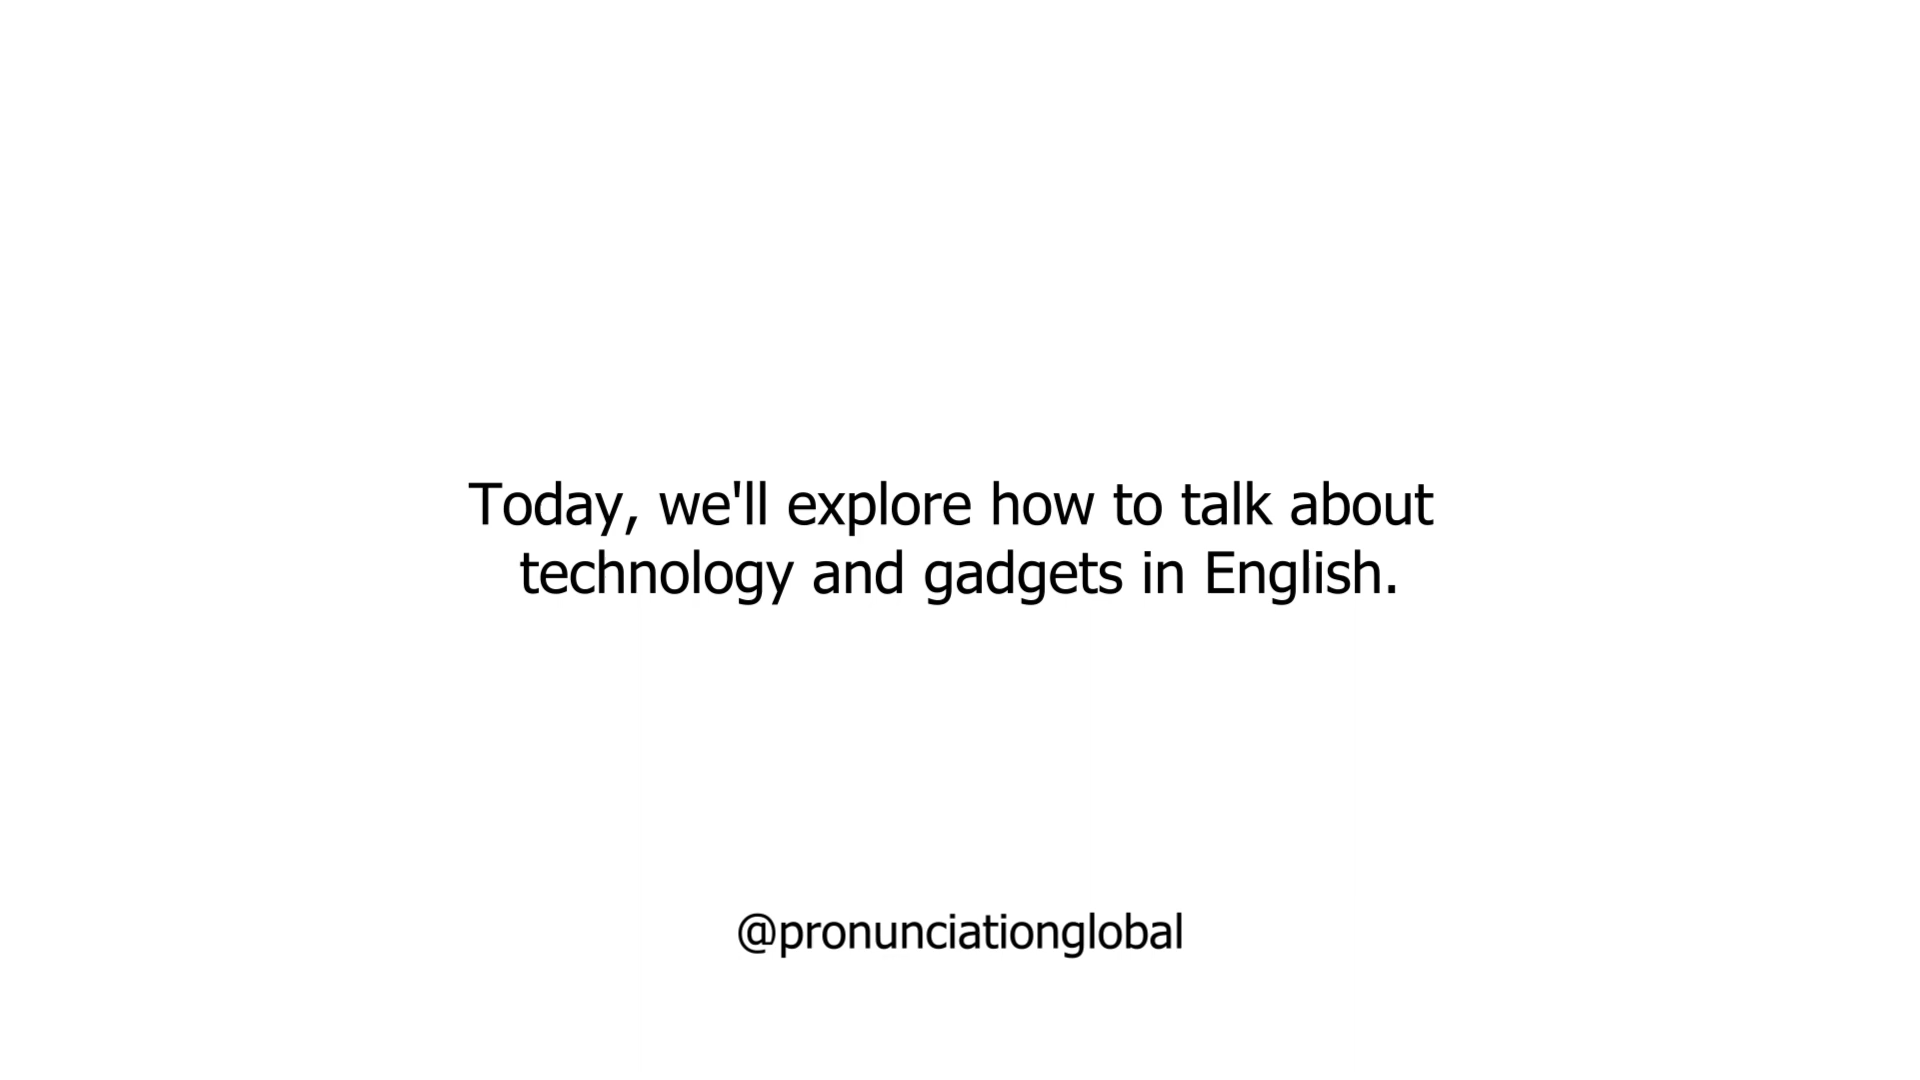 Today, we'll explore how to talk about
technology and gadgets in English.
@pronunciationglobal